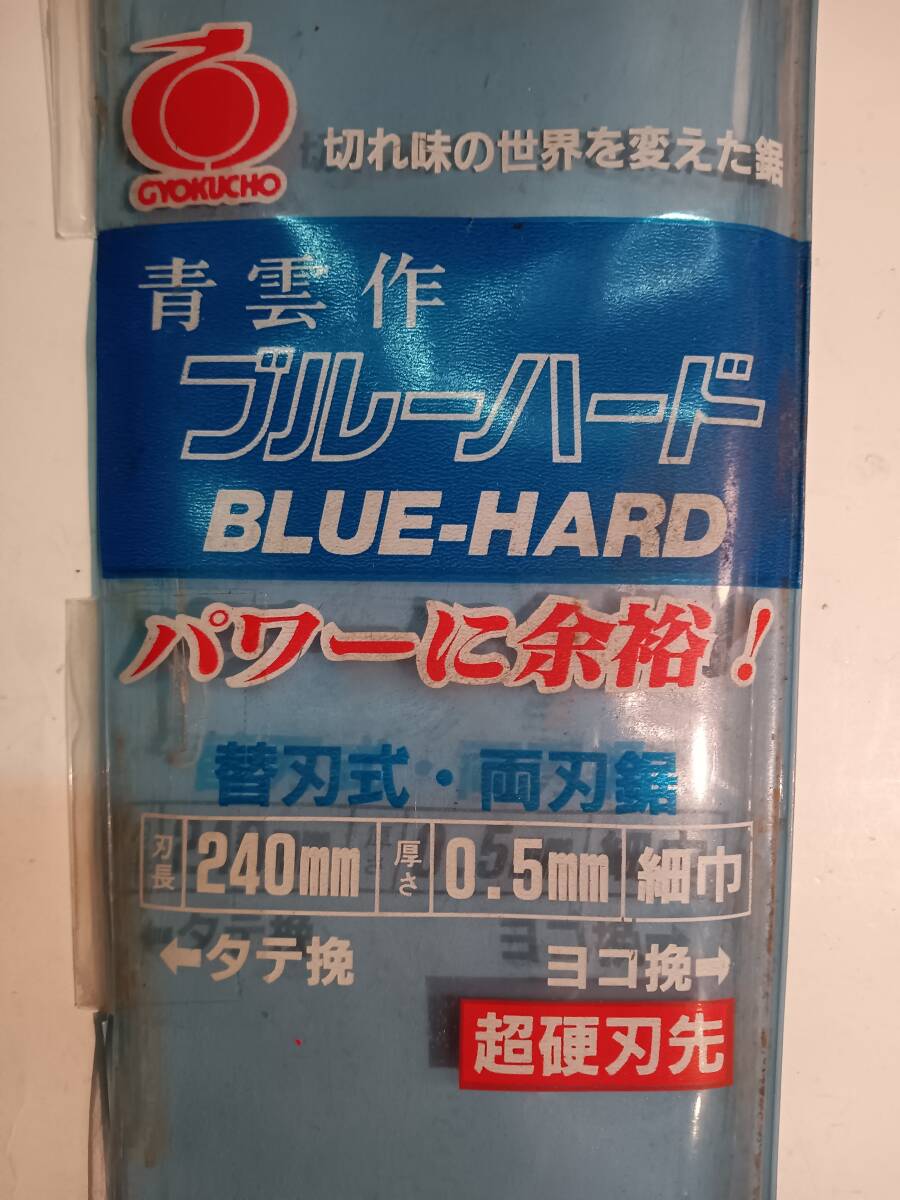 GYOKUCHO
切れ味の世界を変えた鋸
青雲作
ブルーハード
BLUE-HARD
パワーに余裕!
替刃式・両刃鋸
刃長 240mm 厚さ 0.5mm 細巾
←タテ挽 ヨコ挽→
超硬刃先